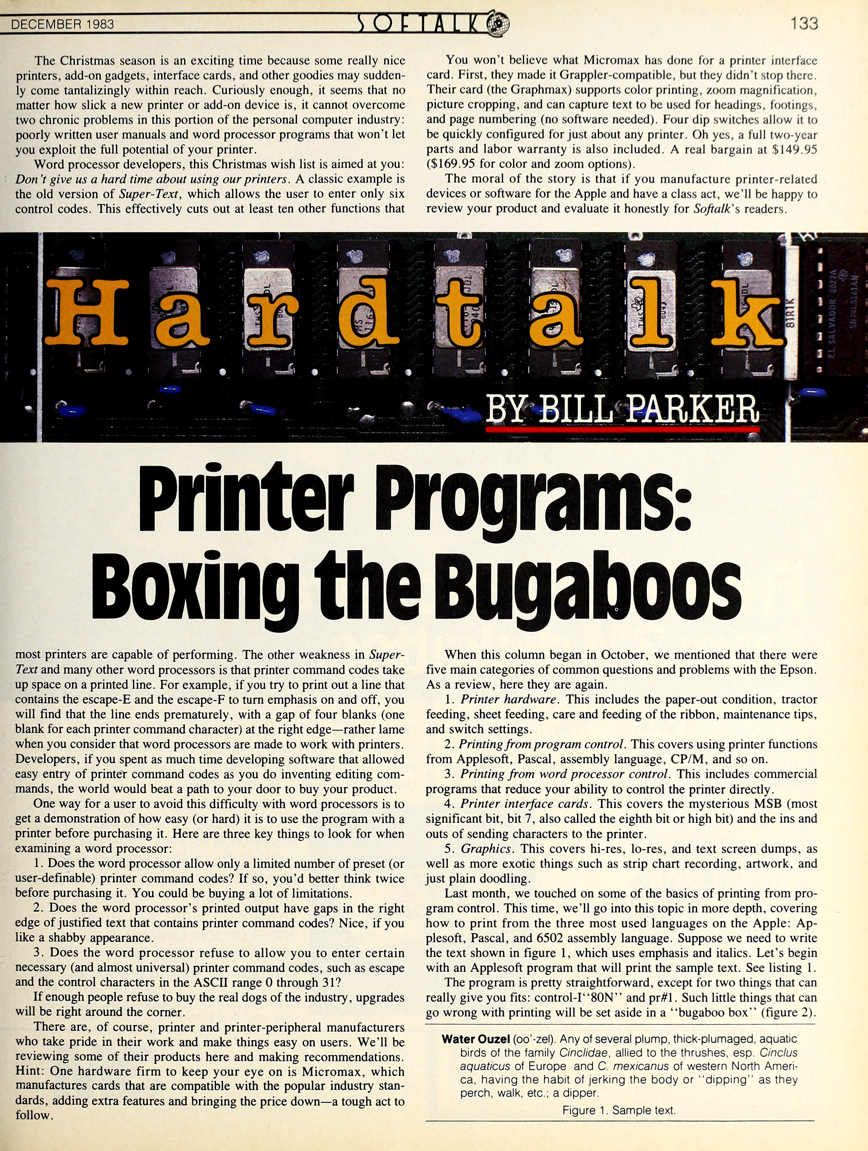 DECEMBER 1983
SOFTALK
133
The Christmas season is an exciting time because some really nice
printers, add-on gadgets, interface cards, and other goodies may sudden-
ly come tantalizingly within reach. Curiously enough, it seems that no
matter how slick a new printer or add-on device is, it cannot overcome
two chronic problems in this portion of the personal computer industry:
poorly written user manuals and word processor programs that won't let
you exploit the full potential of your printer.
Word processor developers, this Christmas wish list is aimed at you:
Don't give us a hard time about using our printers. A classic example is
the old version of Super-Text, which allows the user to enter only six
control codes. This effectively cuts out at least ten other functions that
You won't believe what Micromax has done for a printer interface
card. First, they made it Grappler-compatible, but they didn't stop there.
Their card (the Graphmax) supports color printing, zoom magnification,
picture cropping, and can capture text to be used for headings, footings,
and page numbering (no software needed). Four dip switches allow it to
be quickly configured for just about any printer. Oh yes, a full two-year
parts and labor warranty is also included. A real bargain at $149.95
($169.95 for color and zoom options).
The moral of the story is that if you manufacture printer-related
devices or software for the Apple and have a class act, we'll be happy to
review your product and evaluate it honestly for Softalk's readers.
Hardtalk
81R1K
EL SALVADOR 8027A
BY BILL PARKER
Printer Programs:
Boxing the Bugaboos
most printers are capable of performing. The other weakness in Super-
Text and many other word processors is that printer command codes take
up space on a printed line. For example, if you try to print out a line that
contains the escape-E and the escape-F to turn emphasis on and off, you
will find that the line ends prematurely, with a gap of four blanks (one
blank for each printer command character) at the right edge—rather lame
when you consider that word processors are made to work with printers.
Developers, if you spent as much time developing software that allowed
easy entry of printer command codes as you do inventing editing com-
mands, the world would beat a path to your door to buy your product.
One way for a user to avoid this difficulty with word processors is to
get a demonstration of how easy (or hard) it is to use the program with a
printer before purchasing it. Here are three key things to look for when
examining a word processor:
1. Does the word processor allow only a limited number of preset (or
user-definable) printer command codes? If so, you'd better think twice
before purchasing it. You could be buying a lot of limitations.
2. Does the word processor's printed output have gaps in the right
edge of justified text that contains printer command codes? Nice, if you
like a shabby appearance.
3. Does the word processor refuse to allow you to enter certain
necessary (and almost universal) printer command codes, such as escape
and the control characters in the ASCII range 0 through 31?
If enough people refuse to buy the real dogs of the industry, upgrades
will be right around the corner.
There are, of course, printer and printer-peripheral manufacturers
who take pride in their work and make things easy on users. We'll be
reviewing some of their products here and making recommendations.
Hint: One hardware firm to keep your eye on is Micromax, which
manufactures cards that are compatible with the popular industry stan-
dards, adding extra features and bringing the price down—a tough act to
follow.
When this column began in October, we mentioned that there were
five main categories of common questions and problems with the Epson.
As a review, here they are again.
1. Printer hardware. This includes the paper-out condition, tractor
feeding, sheet feeding, care and feeding of the ribbon, maintenance tips,
and switch settings.
2. Printing from program control. This covers using printer functions
from Applesoft, Pascal, assembly language, CP/M, and so on.
3. Printing from word processor control. This includes commercial
programs that reduce your ability to control the printer directly.
4. Printer interface cards. This covers the mysterious MSB (most
significant bit, bit 7, also called the eighth bit or high bit) and the ins and
outs of sending characters to the printer.
5. Graphics. This covers hi-res, lo-res, and text screen dumps, as
well as more exotic things such as strip chart recording, artwork, and
just plain doodling.
Last month, we touched on some of the basics of printing from pro-
gram control. This time, we'll go into this topic in more depth, covering
how to print from the three most used languages on the Apple: Ap-
plesoft, Pascal, and 6502 assembly language. Suppose we need to write
the text shown in figure 1, which uses emphasis and italics. Let's begin
with an Applesoft program that will print the sample text. See listing 1.
The program is pretty straightforward, except for two things that can
really give you fits: control-I''80N'' and pr#1. Such little things that can
go wrong with printing will be set aside in a ''bugaboo box'' (figure 2).
Water Ouzel (oo'-zel). Any of several plump, thick-plumaged, aquatic
birds of the family Cinclidae, allied to the thrushes, esp. Cinclus
aquaticus of Europe and C. mexicanus of western North Ameri-
ca, having the habit of jerking the body or ''dipping'' as they
perch, walk, etc.; a dipper.
Figure 1. Sample text.